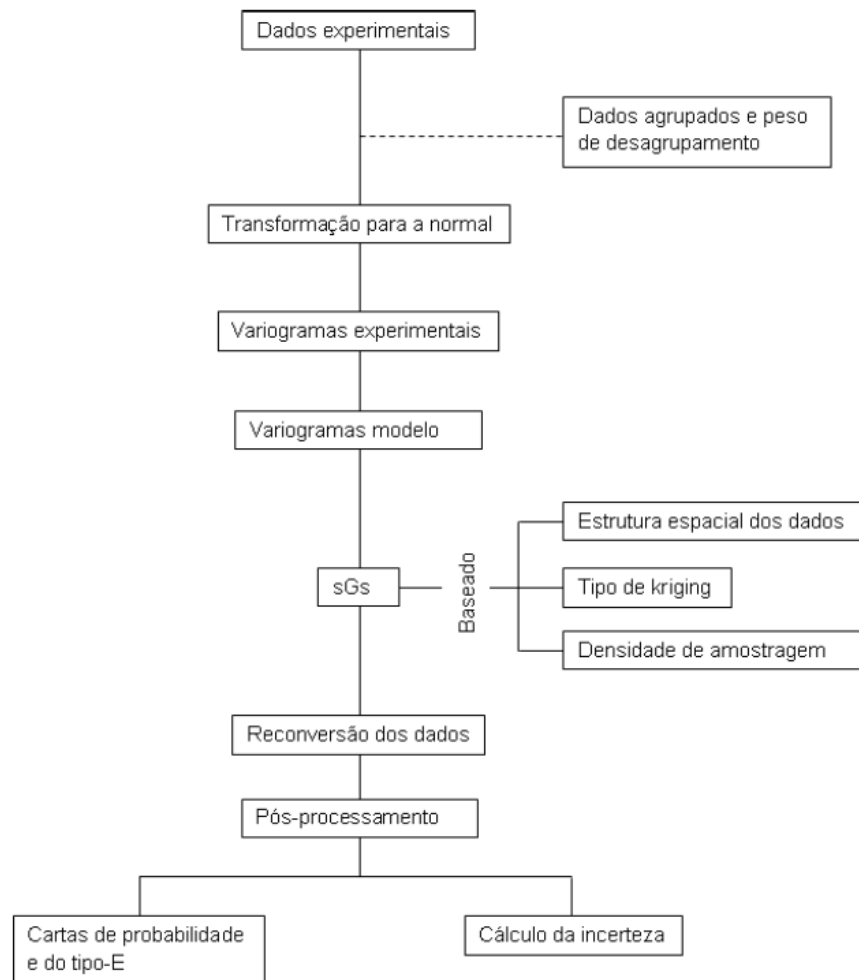 Dados experimentais
Dados agrupados e peso
de desagrupamento
Transformação para a normal
Variogramas experimentais
Variogramas modelo
Estrutura espacial dos dados
sGs
Baseado
Tipo de kriging
Densidade de amostragem
Reconversão dos dados
Pós-processamento
Cartas de probabilidade
e do tipo-E
Cálculo da incerteza